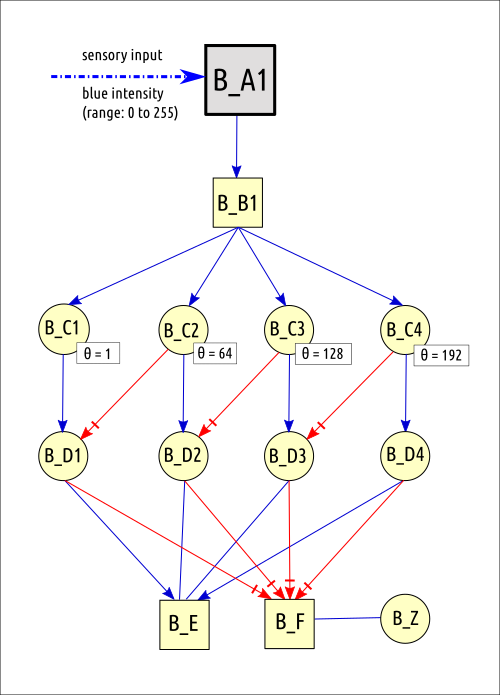 sensory input
blue intensity
(range: 0 to 255)
B_A1
B_B1
B_C1
B_C2
B_C3
B_C4
θ = 1
θ = 64
θ = 128
θ = 192
B_D1
B_D2
B_D3
B_D4
B_E
B_F
B_Z